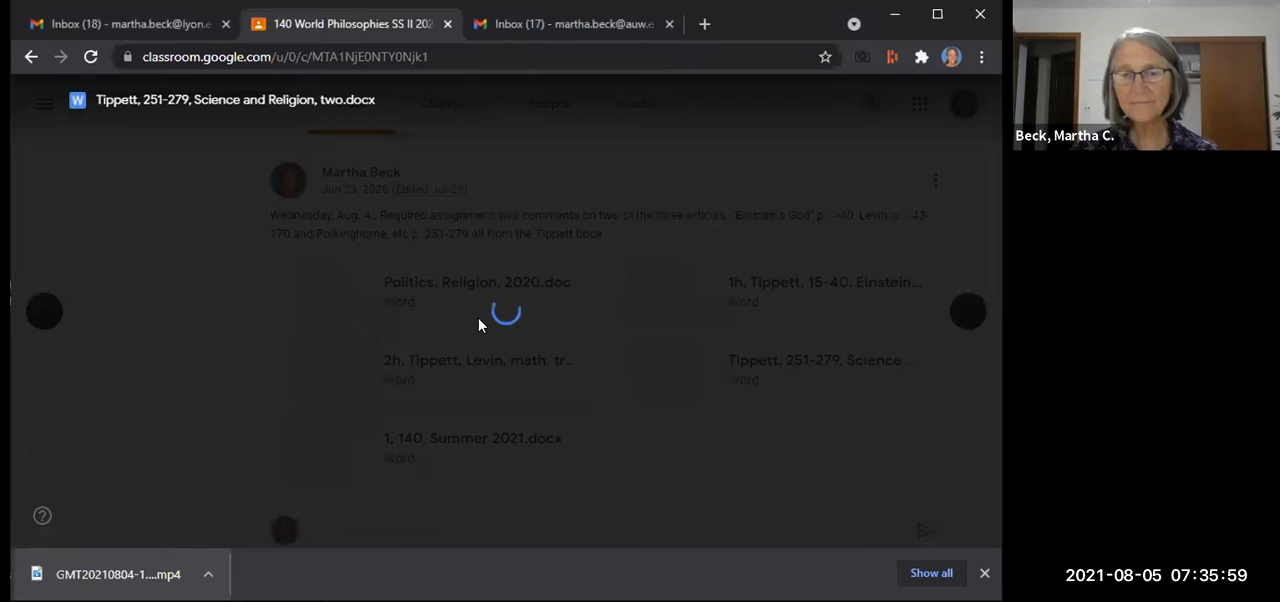 Inbox (18) - martha.beck@lyon.e
140 World Philosophies SS II 202
Inbox (17) - martha.beck@auw.e
classroom.google.com/u/0/c/MTA1NjE0NTY0Njk1
W
Tippett, 251-279, Science and Religion, two.docx
People
Martha Beck
Jun 23, 2020 (Edited Jul 29)
Wednesday, Aug. 4, Required assignment, two comments on two of the three articles, "Einstein's God" p.
170 and Polkinghorne, etc p. 251-279 all from the Tippett book
Politics, Religion, 2020.doc
Word
1h, Tippett, 15-40. Einstein...
Word
2h, Tippett, Levin, math. tr...
Word
Tippett, 251-279, Science ...
Word
1, 140, Summer 2021.docx
Word
GMT20210804-1....mp4
Show all
Beck, Martha C.
2021-08-05 07:35:59